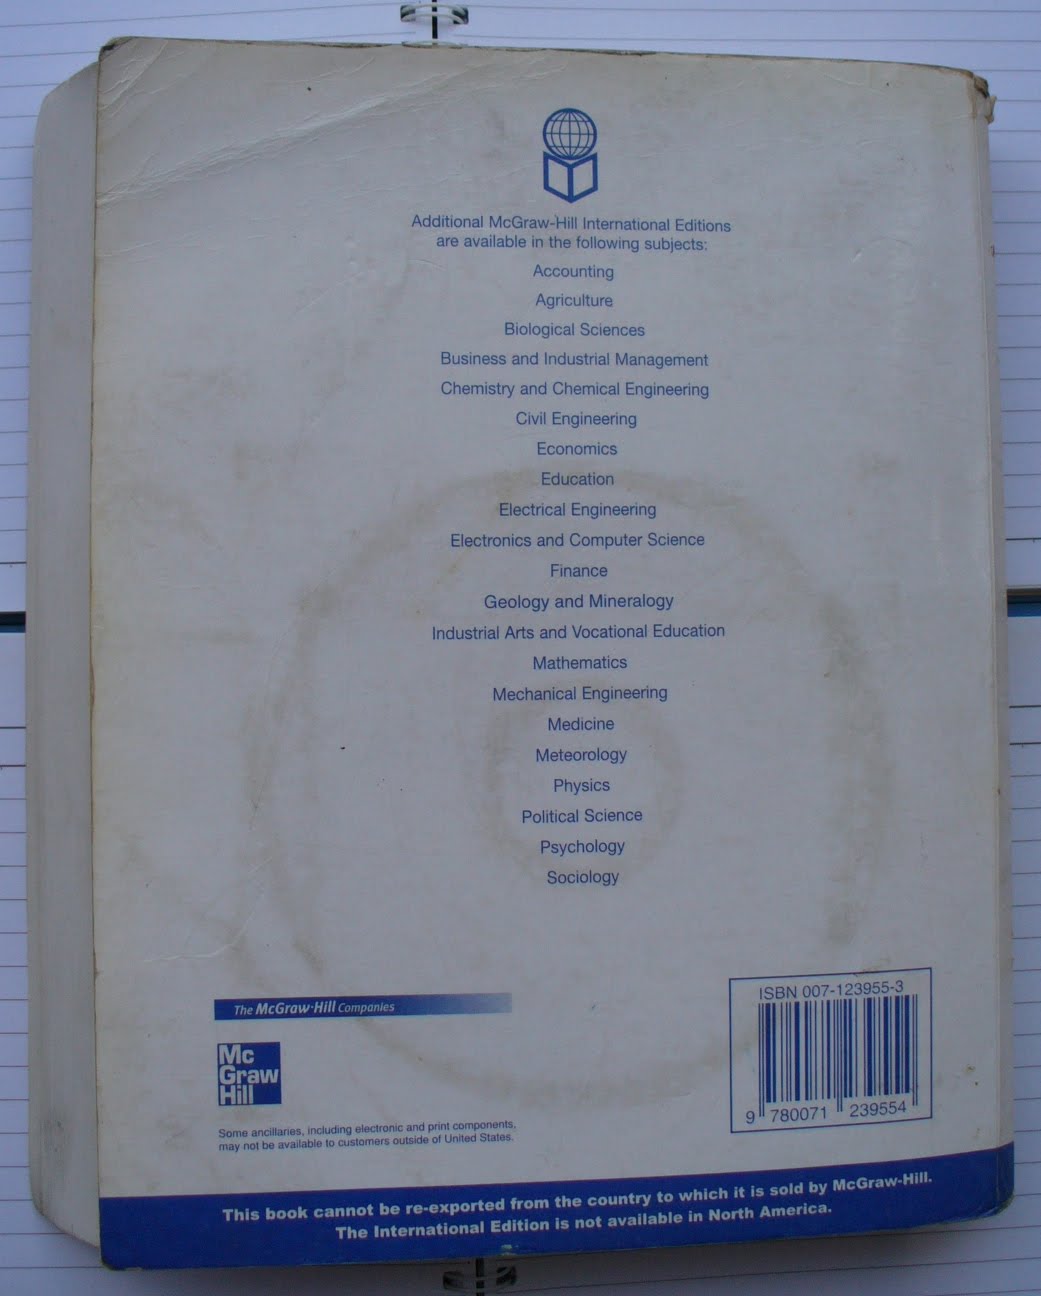 Additional McGraw-Hill International Editions
are available in the following subjects:
Accounting
Agriculture
Biological Sciences
Business and Industrial Management
Chemistry and Chemical Engineering
Civil Engineering
Economics
Education
Electrical Engineering
Electronics and Computer Science
Finance
Geology and Mineralogy
Industrial Arts and Vocational Education
Mathematics
Mechanical Engineering
Medicine
Meteorology
Physics
Political Science
Psychology
Sociology
The McGraw·Hill Companies
Mc
Graw
Hill
Some ancillaries, including electronic and print components,
may not be available to customers outside of United States.
ISBN 007-123955-3
9 780071 239554
This book cannot be re-exported from the country to which it is sold by McGraw-Hill.
The International Edition is not available in North America.